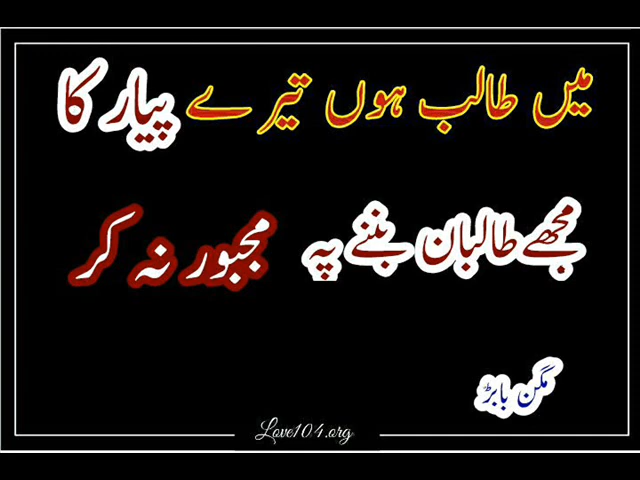 میں طالب ہوں تیرے پیار کا
مجھے طالبان بننے پہ مجبور نہ کر
مگن بابڑ
Love104.org